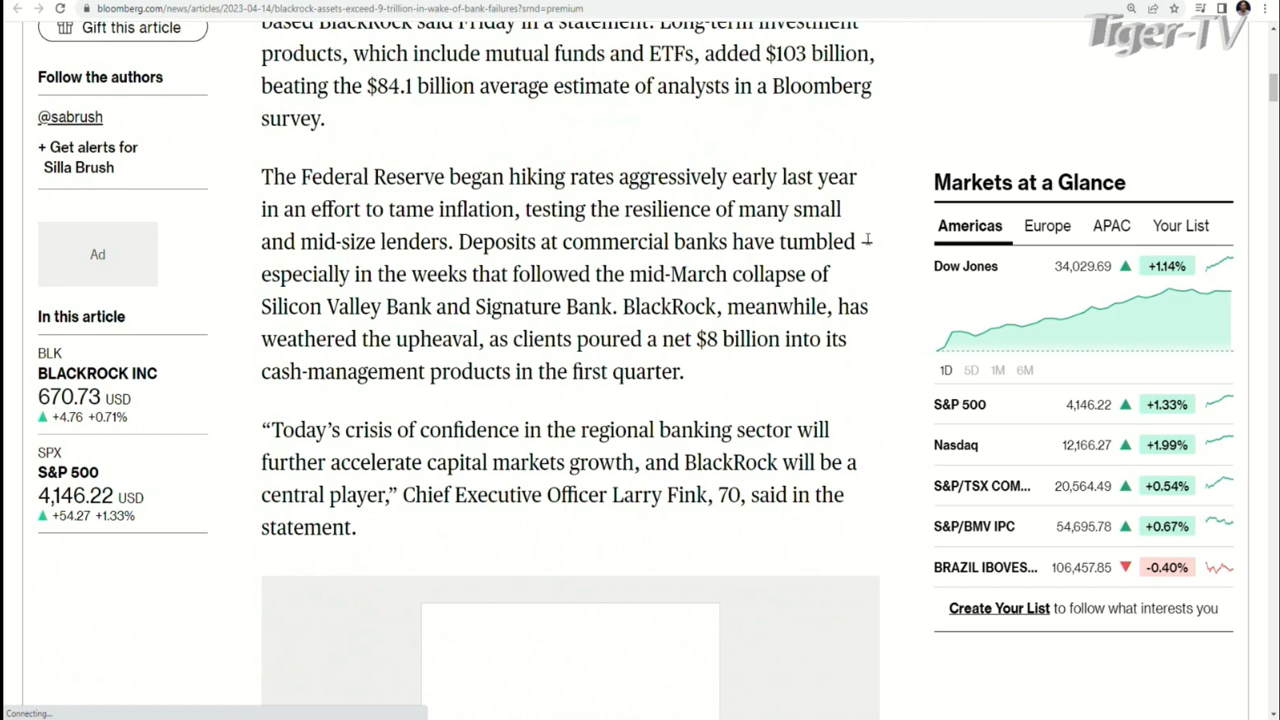 bloomberg.com/news/articles/2023-04-14/blackrock-assets-exceed-9-trillion-in-wake-of-bank-failures?srnd=premium
Tiger-TV
Gift this article
Follow the authors
@sabrush
+ Get alerts for
Silla Brush
Ad
In this article
BLK
BLACKROCK INC
670.73 USD
+4.76 +0.71%
SPX
S&P 500
4,146.22 USD
+54.27 +1.33%
based BlackRock said Friday in a statement. Long-term investment
products, which include mutual funds and ETFs, added $103 billion,
beating the $84.1 billion average estimate of analysts in a Bloomberg
survey.
The Federal Reserve began hiking rates aggressively early last year
in an effort to tame inflation, testing the resilience of many small
and mid-size lenders. Deposits at commercial banks have tumbled
especially in the weeks that followed the mid-March collapse of
Silicon Valley Bank and Signature Bank. BlackRock, meanwhile, has
weathered the upheaval, as clients poured a net $8 billion into its
cash-management products in the first quarter.
“Today’s crisis of confidence in the regional banking sector will
further accelerate capital markets growth, and BlackRock will be a
central player,” Chief Executive Officer Larry Fink, 70, said in the
statement.
Markets at a Glance
Americas Europe APAC Your List
Dow Jones 34,029.69 +1.14%
1D 5D 1M 6M
S&P 500 4,146.22 +1.33%
Nasdaq 12,166.27 +1.99%
S&P/TSX COM... 20,564.49 +0.54%
S&P/BMV IPC 54,695.78 +0.67%
BRAZIL IBOVES... 106,457.85 -0.40%
Create Your List to follow what interests you
Connecting...